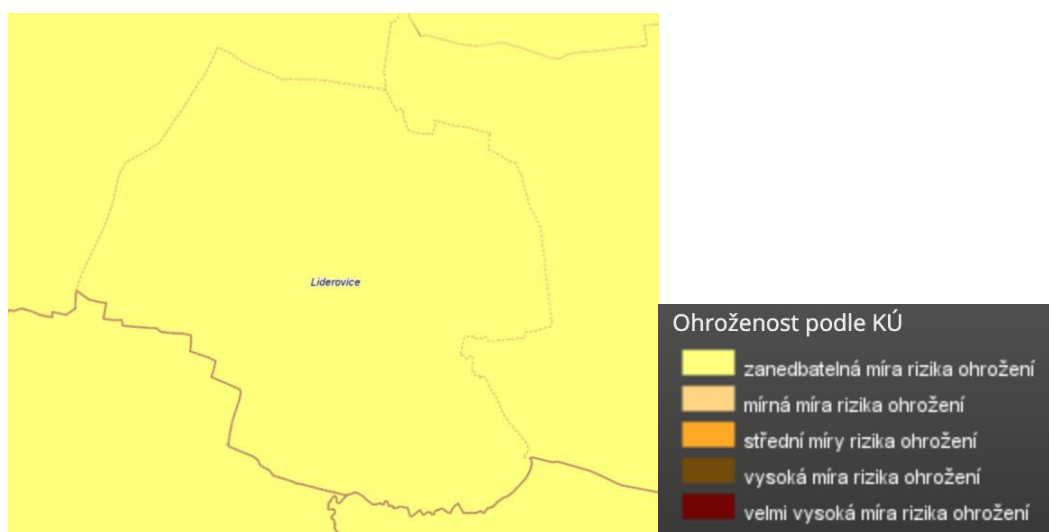 Liderovice
Ohroženost podle KÚ
zanedbatelná míra rizika ohrožení
mírná míra rizika ohrožení
střední míry rizika ohrožení
vysoká míra rizika ohrožení
velmi vysoká míra rizika ohrožení